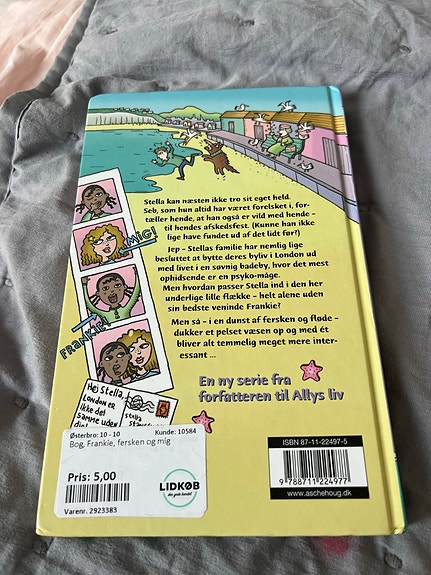 Stella kan næsten ikke tro sit eget held.
Seb, som hun altid har været forelsket i, for-
tæller hende, at han også er vild med hende –
til hendes afskedsfest. (Kunne han ikke
lige have fundet ud af det lidt før!)
Jep – Stellas familie har nemlig lige
besluttet at bytte deres byliv i London ud
med livet i en søvnig badeby, hvor det mest
ophidsende er en psyko-måge.
Men hvordan passer Stella ind i den her
underlige lille flække – helt alene uden
sin bedste veninde Frankie?
Men så – i en dunst af fersken og fløde –
dukker et pelset væsen op og med ét
bliver alt temmelig meget mere inter-
essant ...
MIG!
FRANKIE
En ny serie fra
forfatteren til Allys liv
Hej Stella,
London er
ikke det
samme uden
dig!
Stella
Østerbro: 10 - 10
Kunde: 10584
Bog, Frankie, fersken og mig
Pris: 5,00
LIDKØB
den gode handel
Varenr. 2923383
ISBN 87-11-22497-5
9 788711 224977
www.aschehoug.dk